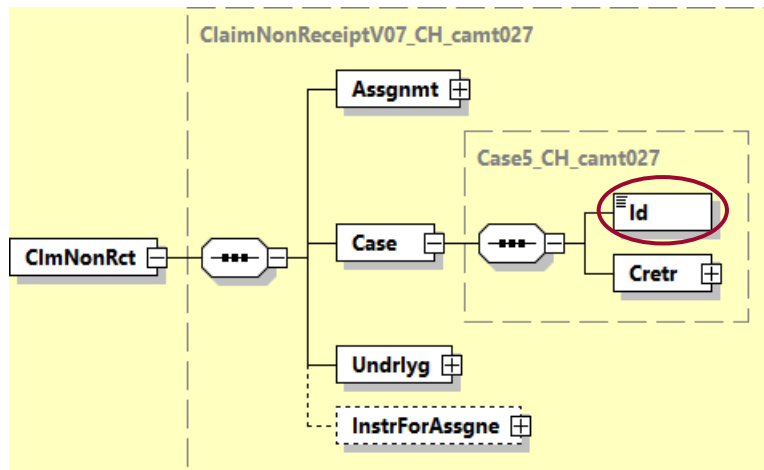 ClaimNonReceiptV07_CH_camt027
Assgnmt
Case5_CH_camt027
Id
Case
ClmNonRct
Cretr
Undrlyg
InstrForAssgne